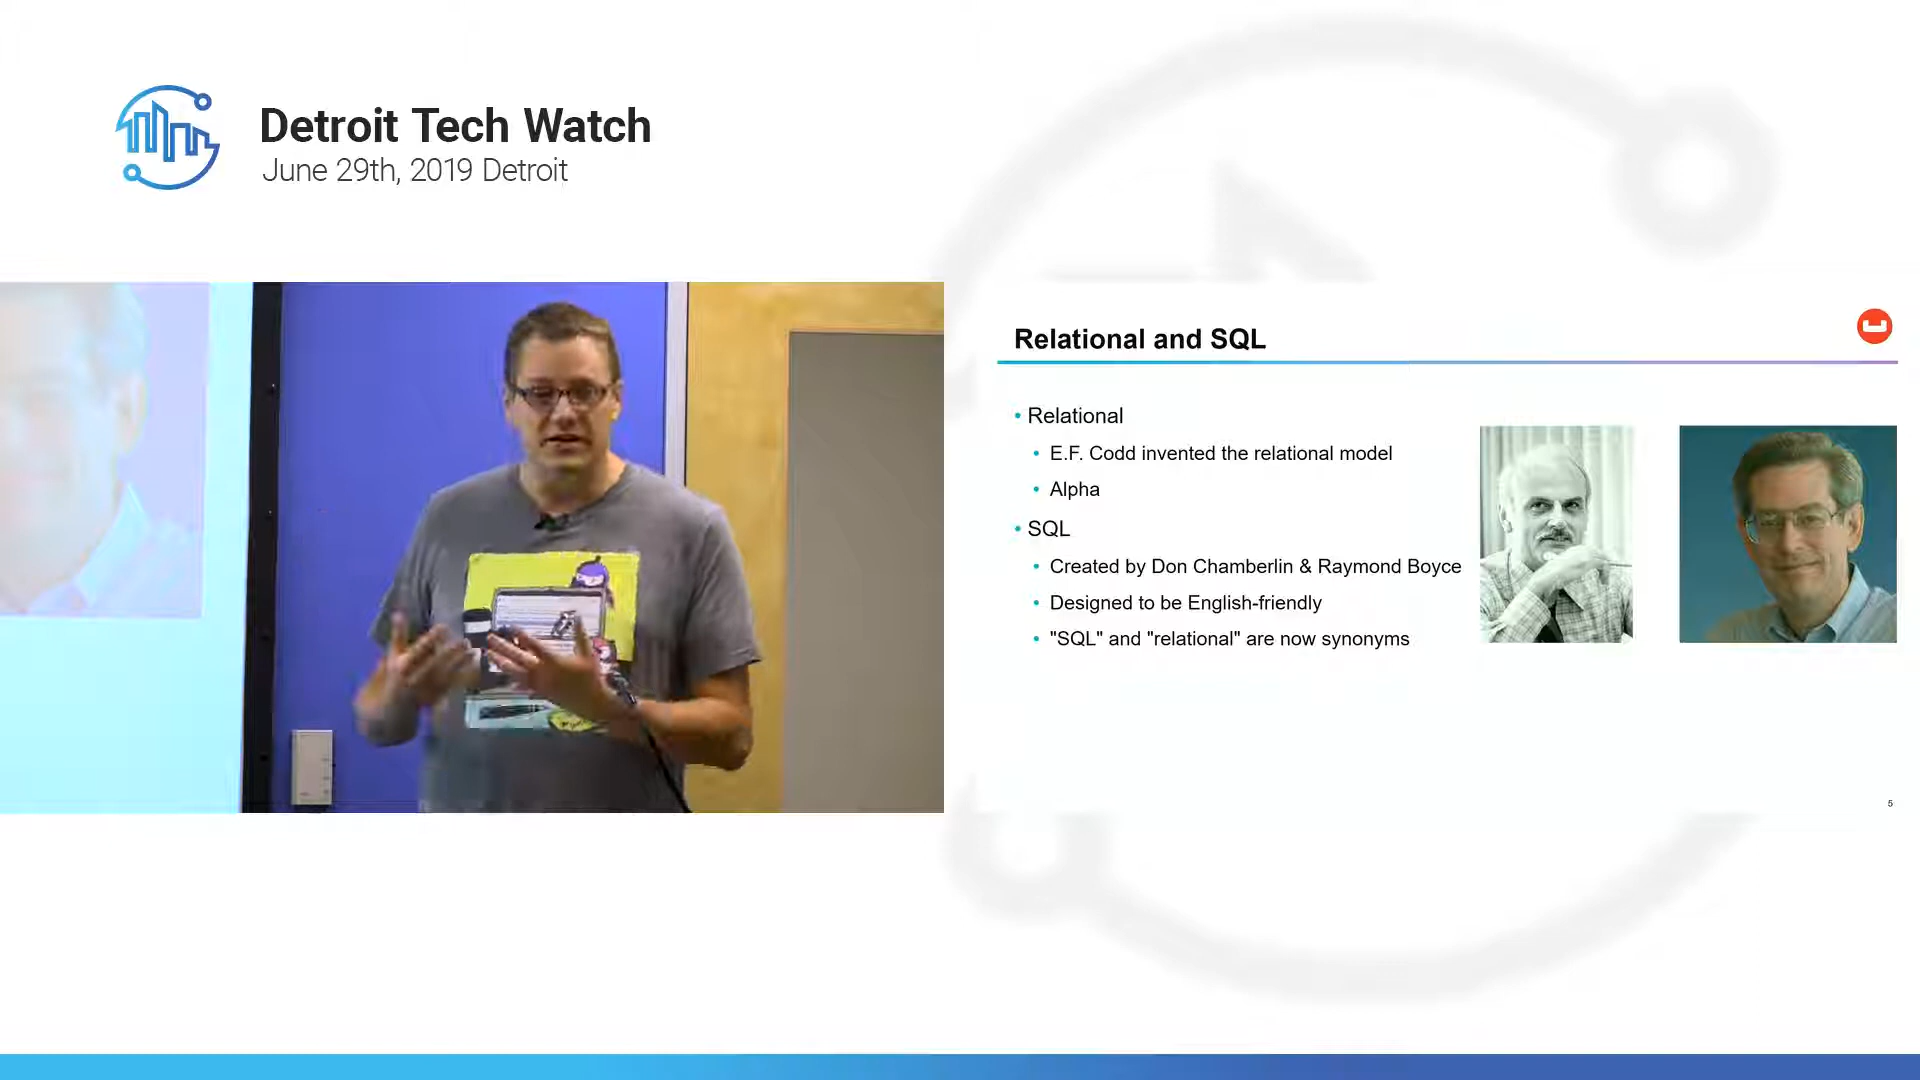 Detroit Tech Watch
June 29th, 2019 Detroit
Relational and SQL
• Relational
• E.F. Codd invented the relational model
• Alpha
• SQL
• Created by Don Chamberlin & Raymond Boyce
• Designed to be English-friendly
• "SQL" and "relational" are now synonyms
5